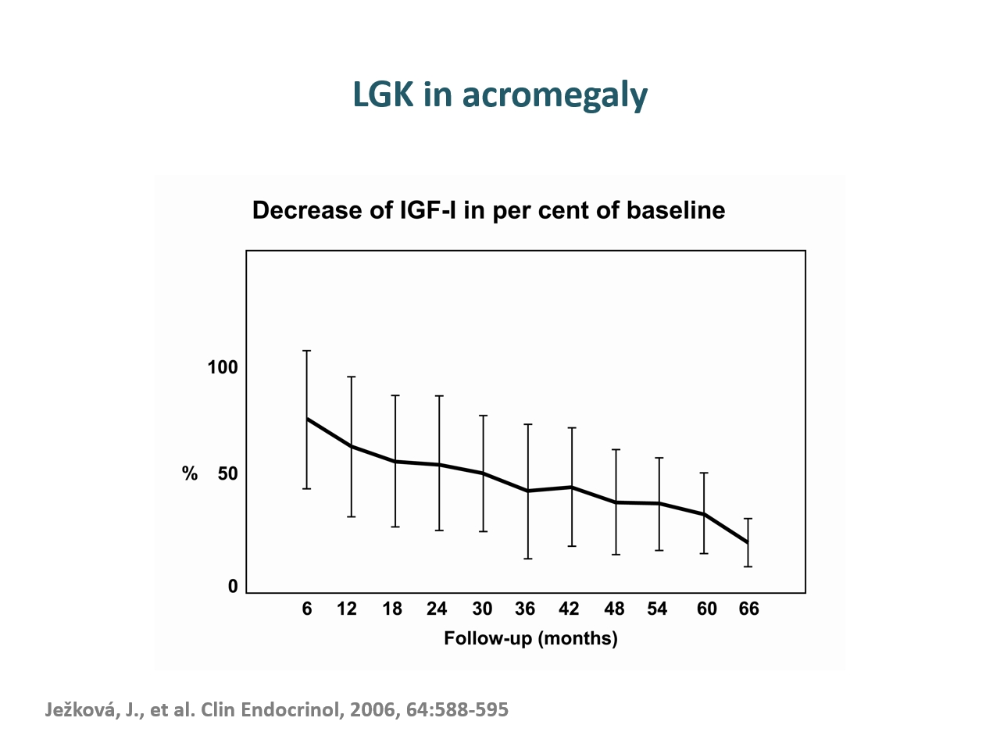 LGK in acromegaly
Decrease of IGF-I in per cent of baseline
100
% 50
0
6 12 18 24 30 36 42 48 54 60 66
Follow-up (months)
Ježková, J., et al. Clin Endocrinol, 2006, 64:588-595